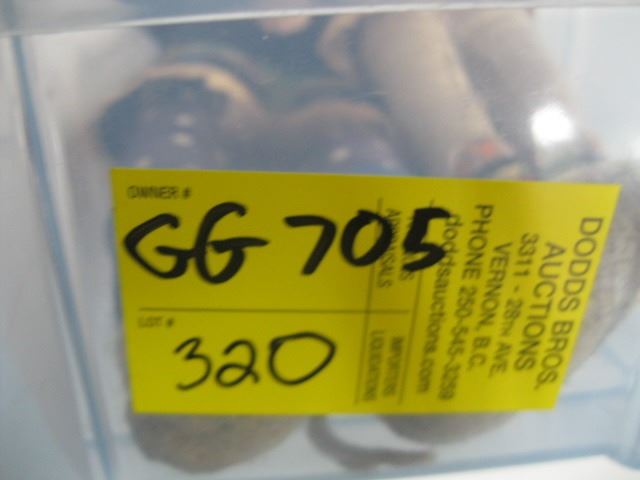 OWNER #
GG 705
LOT #
320
DODDS BROS.
AUCTIONS
3311 - 28TH AVE.
VERNON, B.C.
PHONE 250-545-3259
doddsauctions.com
APPRAISALS
LIQUIDATIONS